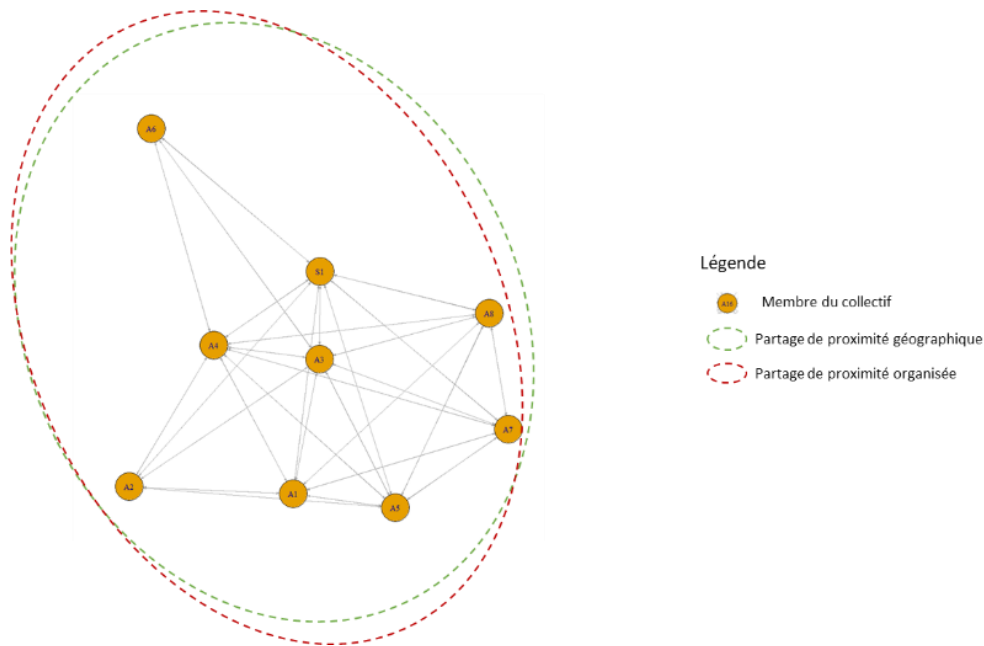 A6
S1
A8
A4
A3
A7
A2
A1
A5
Légende
A16 Membre du collectif
Partage de proximité géographique
Partage de proximité organisée